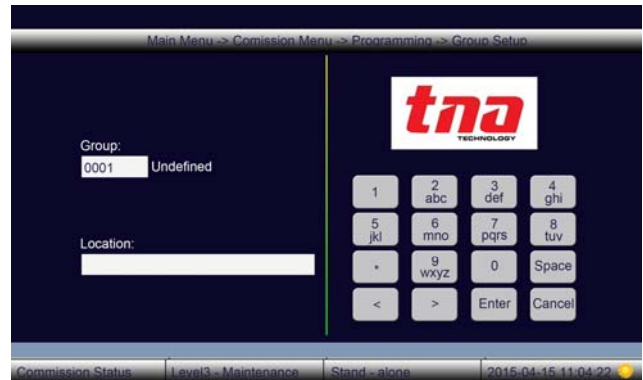 Main Menu -> Comission Menu -> Programming -> Group Setup
tna
TECHNOLOGY
Group:
0001 Undefined
Location:
1
2
abc
3
def
4
ghi
5
jkl
6
mno
7
pqrs
8
tuv
*
9
wxyz
0
Space
<
>
Enter
Cancel
Commission Status Level3 - Maintenance Stand - alone 2015-04-15 11:04:22